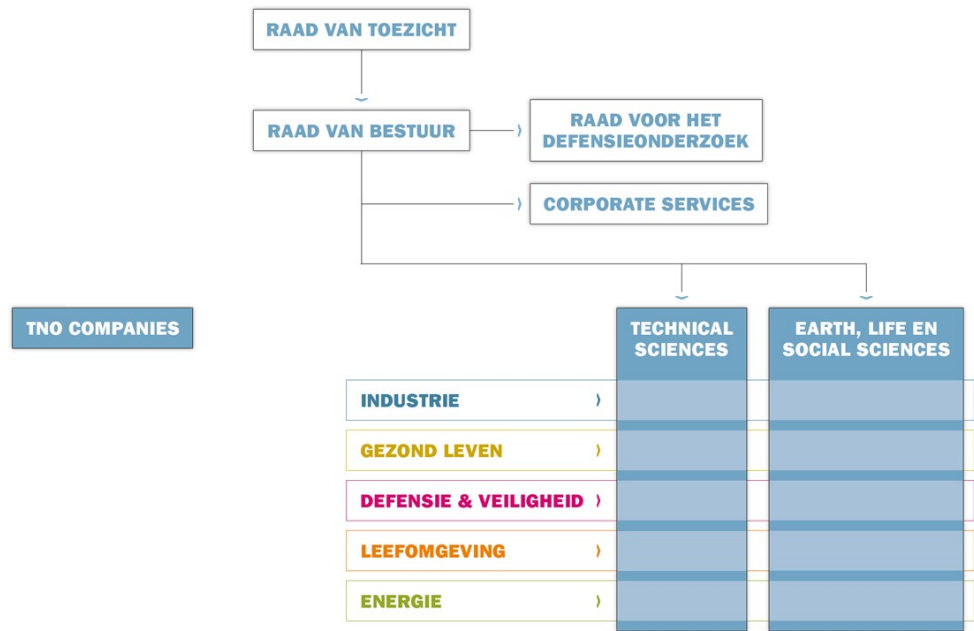 RAAD VAN TOEZICHT
RAAD VAN BESTUUR
RAAD VOOR HET
DEFENSIEONDERZOEK
CORPORATE SERVICES
TNO COMPANIES
TECHNICAL
SCIENCES
EARTH, LIFE EN
SOCIAL SCIENCES
INDUSTRIE
GEZOND LEVEN
DEFENSIE & VEILIGHEID
LEEFOMGEVING
ENERGIE